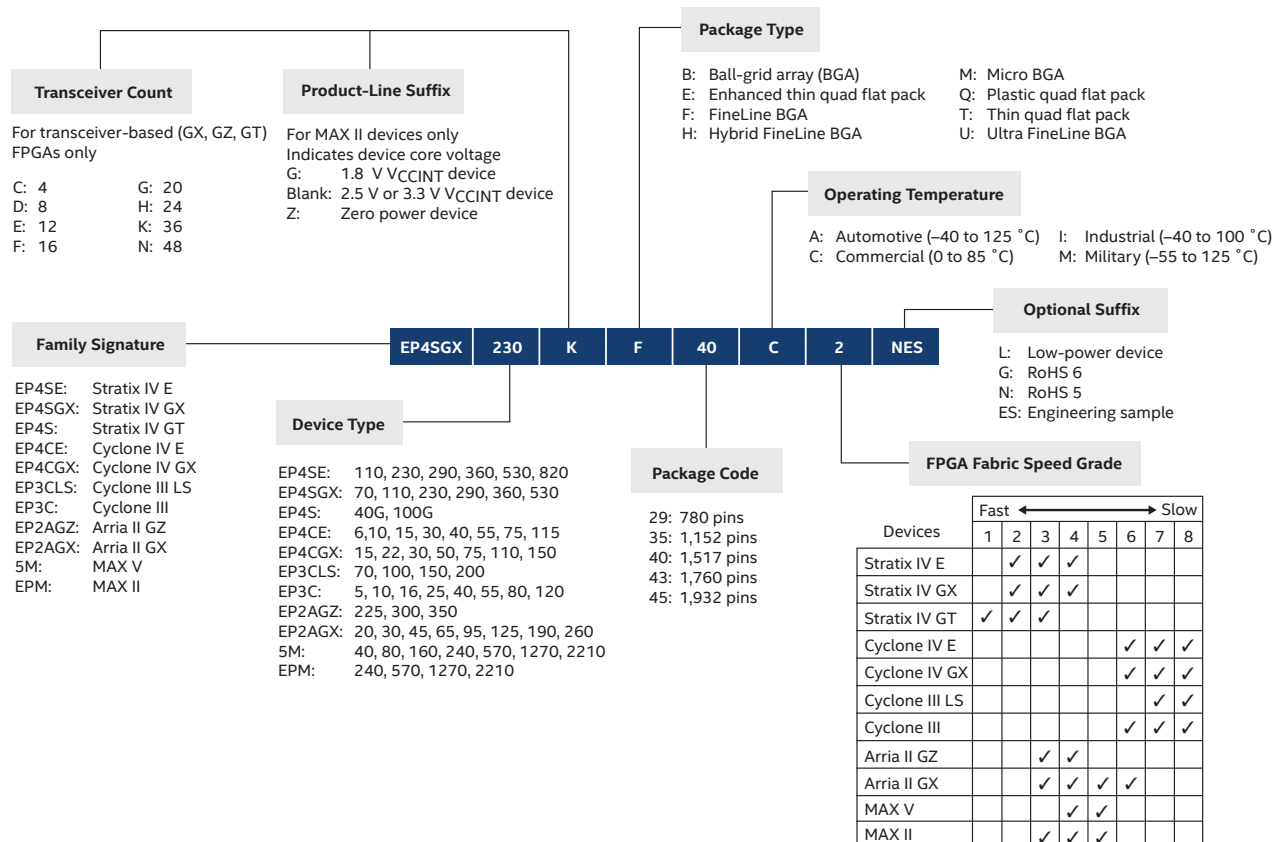 Package Type
B: Ball-grid array (BGA)
E: Enhanced thin quad flat pack
F: FineLine BGA
H: Hybrid FineLine BGA
M: Micro BGA
Q: Plastic quad flat pack
T: Thin quad flat pack
U: Ultra FineLine BGA
Transceiver Count
For transceiver-based (GX, GZ, GT)
FPGAs only
C: 4
D: 8
E: 12
F: 16
G: 20
H: 24
K: 36
N: 48
Product-Line Suffix
For MAX II devices only
Indicates device core voltage
G: 1.8 V VCCINT device
Blank: 2.5 V or 3.3 V VCCINT device
Z: Zero power device
Operating Temperature
A: Automotive (–40 to 125 ˚C)
C: Commercial (0 to 85 ˚C)
I: Industrial (–40 to 100 ˚C)
M: Military (–55 to 125 ˚C)
Optional Suffix
L: Low-power device
G: RoHS 6
N: RoHS 5
ES: Engineering sample
EP4SGX 230 K F 40 C 2 NES
Family Signature
EP4SE: Stratix IV E
EP4SGX: Stratix IV GX
EP4S: Stratix IV GT
EP4CE: Cyclone IV E
EP4CGX: Cyclone IV GX
EP3CLS: Cyclone III LS
EP3C: Cyclone III
EP2AGZ: Arria II GZ
EP2AGX: Arria II GX
5M: MAX V
EPM: MAX II
Device Type
EP4SE: 110, 230, 290, 360, 530, 820
EP4SGX: 70, 110, 230, 290, 360, 530
EP4S: 40G, 100G
EP4CE: 6,10, 15, 30, 40, 55, 75, 115
EP4CGX: 15, 22, 30, 50, 75, 110, 150
EP3CLS: 70, 100, 150, 200
EP3C: 5, 10, 16, 25, 40, 55, 80, 120
EP2AGZ: 225, 300, 350
EP2AGX: 20, 30, 45, 65, 95, 125, 190, 260
5M: 40, 80, 160, 240, 570, 1270, 2210
EPM: 240, 570, 1270, 2210
Package Code
29: 780 pins
35: 1,152 pins
40: 1,517 pins
43: 1,760 pins
45: 1,932 pins
FPGA Fabric Speed Grade
Fast Slow
Devices 1 2 3 4 5 6 7 8
Stratix IV E ✓ ✓ ✓
Stratix IV GX ✓ ✓ ✓
Stratix IV GT ✓ ✓ ✓
Cyclone IV E ✓ ✓ ✓
Cyclone IV GX ✓ ✓ ✓
Cyclone III LS ✓ ✓
Cyclone III ✓ ✓ ✓
Arria II GZ ✓ ✓
Arria II GX ✓ ✓ ✓ ✓
MAX V ✓ ✓
MAX II ✓ ✓ ✓